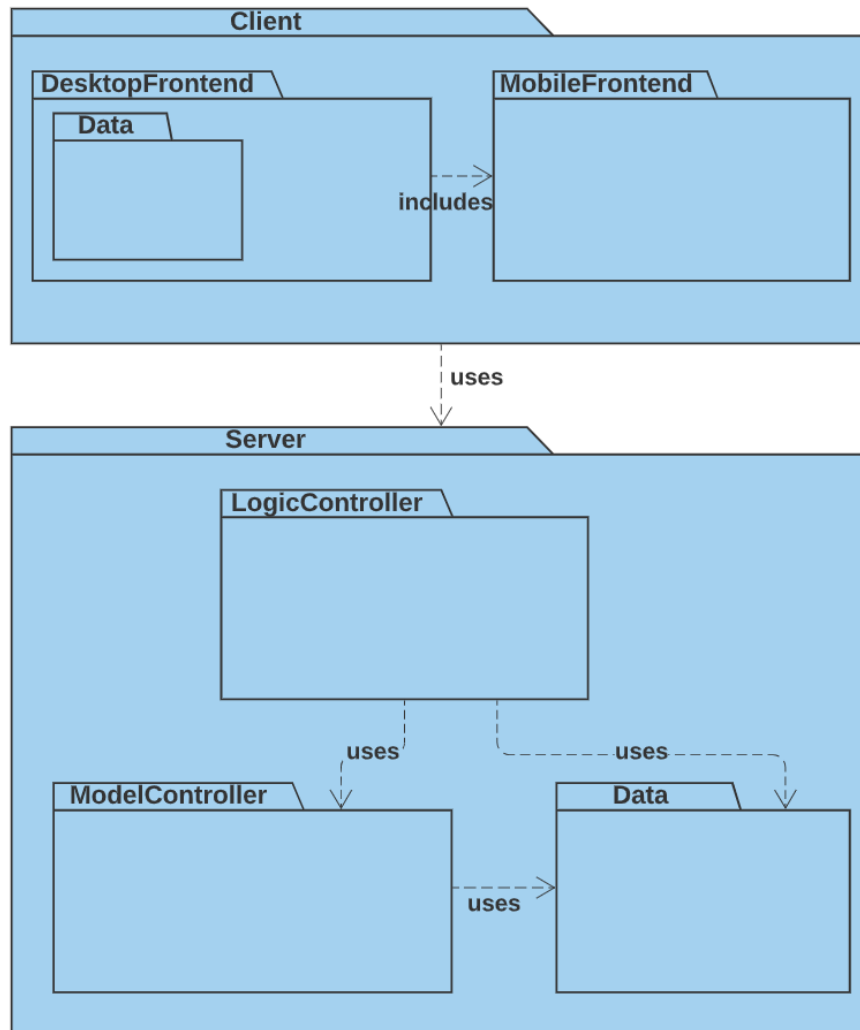 Client
DesktopFrontend
MobileFrontend
Data
includes
uses
Server
LogicController
uses
uses
ModelController
Data
uses